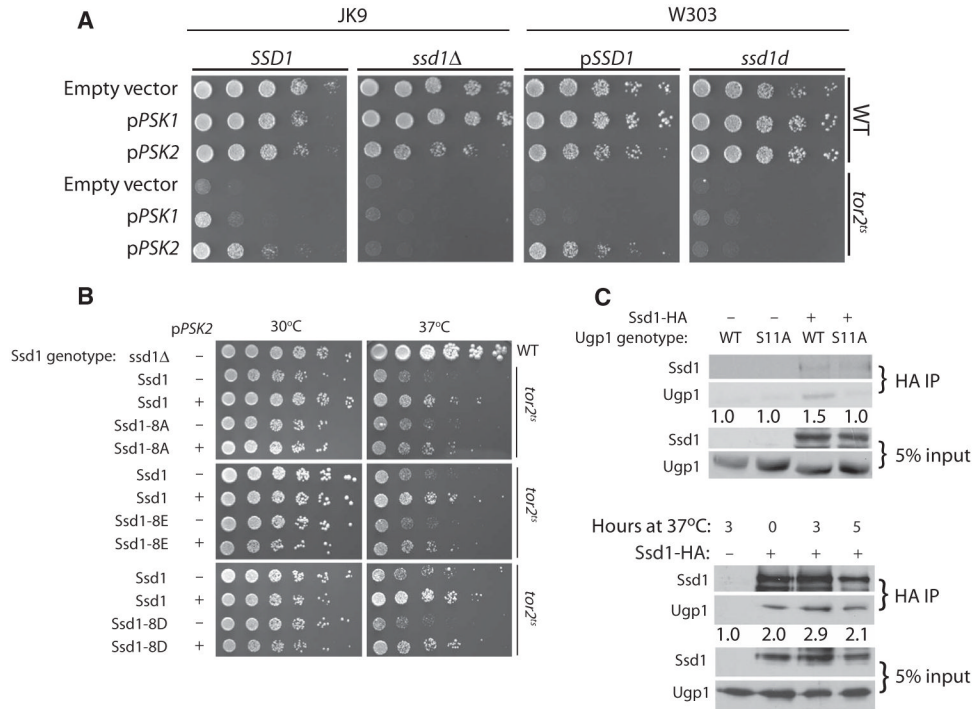 A
JK9 W303
SSD1 ssd1Δ pSSD1 ssd1d
Empty vector
pPSK1
pPSK2
WT
Empty vector
pPSK1
pPSK2
tor2ts
B
pPSK2 30°C 37°C
Ssd1 genotype: ssd1Δ – WT
Ssd1 –
Ssd1 +
Ssd1-8A –
Ssd1-8A +
tor2ts
Ssd1 –
Ssd1 +
Ssd1-8E –
Ssd1-8E +
tor2ts
Ssd1 –
Ssd1 +
Ssd1-8D –
Ssd1-8D +
tor2ts
C
Ssd1-HA – – + +
Ugp1 genotype: WT S11A WT S11A
Ssd1
Ugp1
} HA IP
1.0 1.0 1.5 1.0
Ssd1
Ugp1
} 5% input
Hours at 37°C: 3 0 3 5
Ssd1-HA: – + + +
Ssd1
Ugp1
} HA IP
1.0 2.0 2.9 2.1
Ssd1
Ugp1
} 5% input